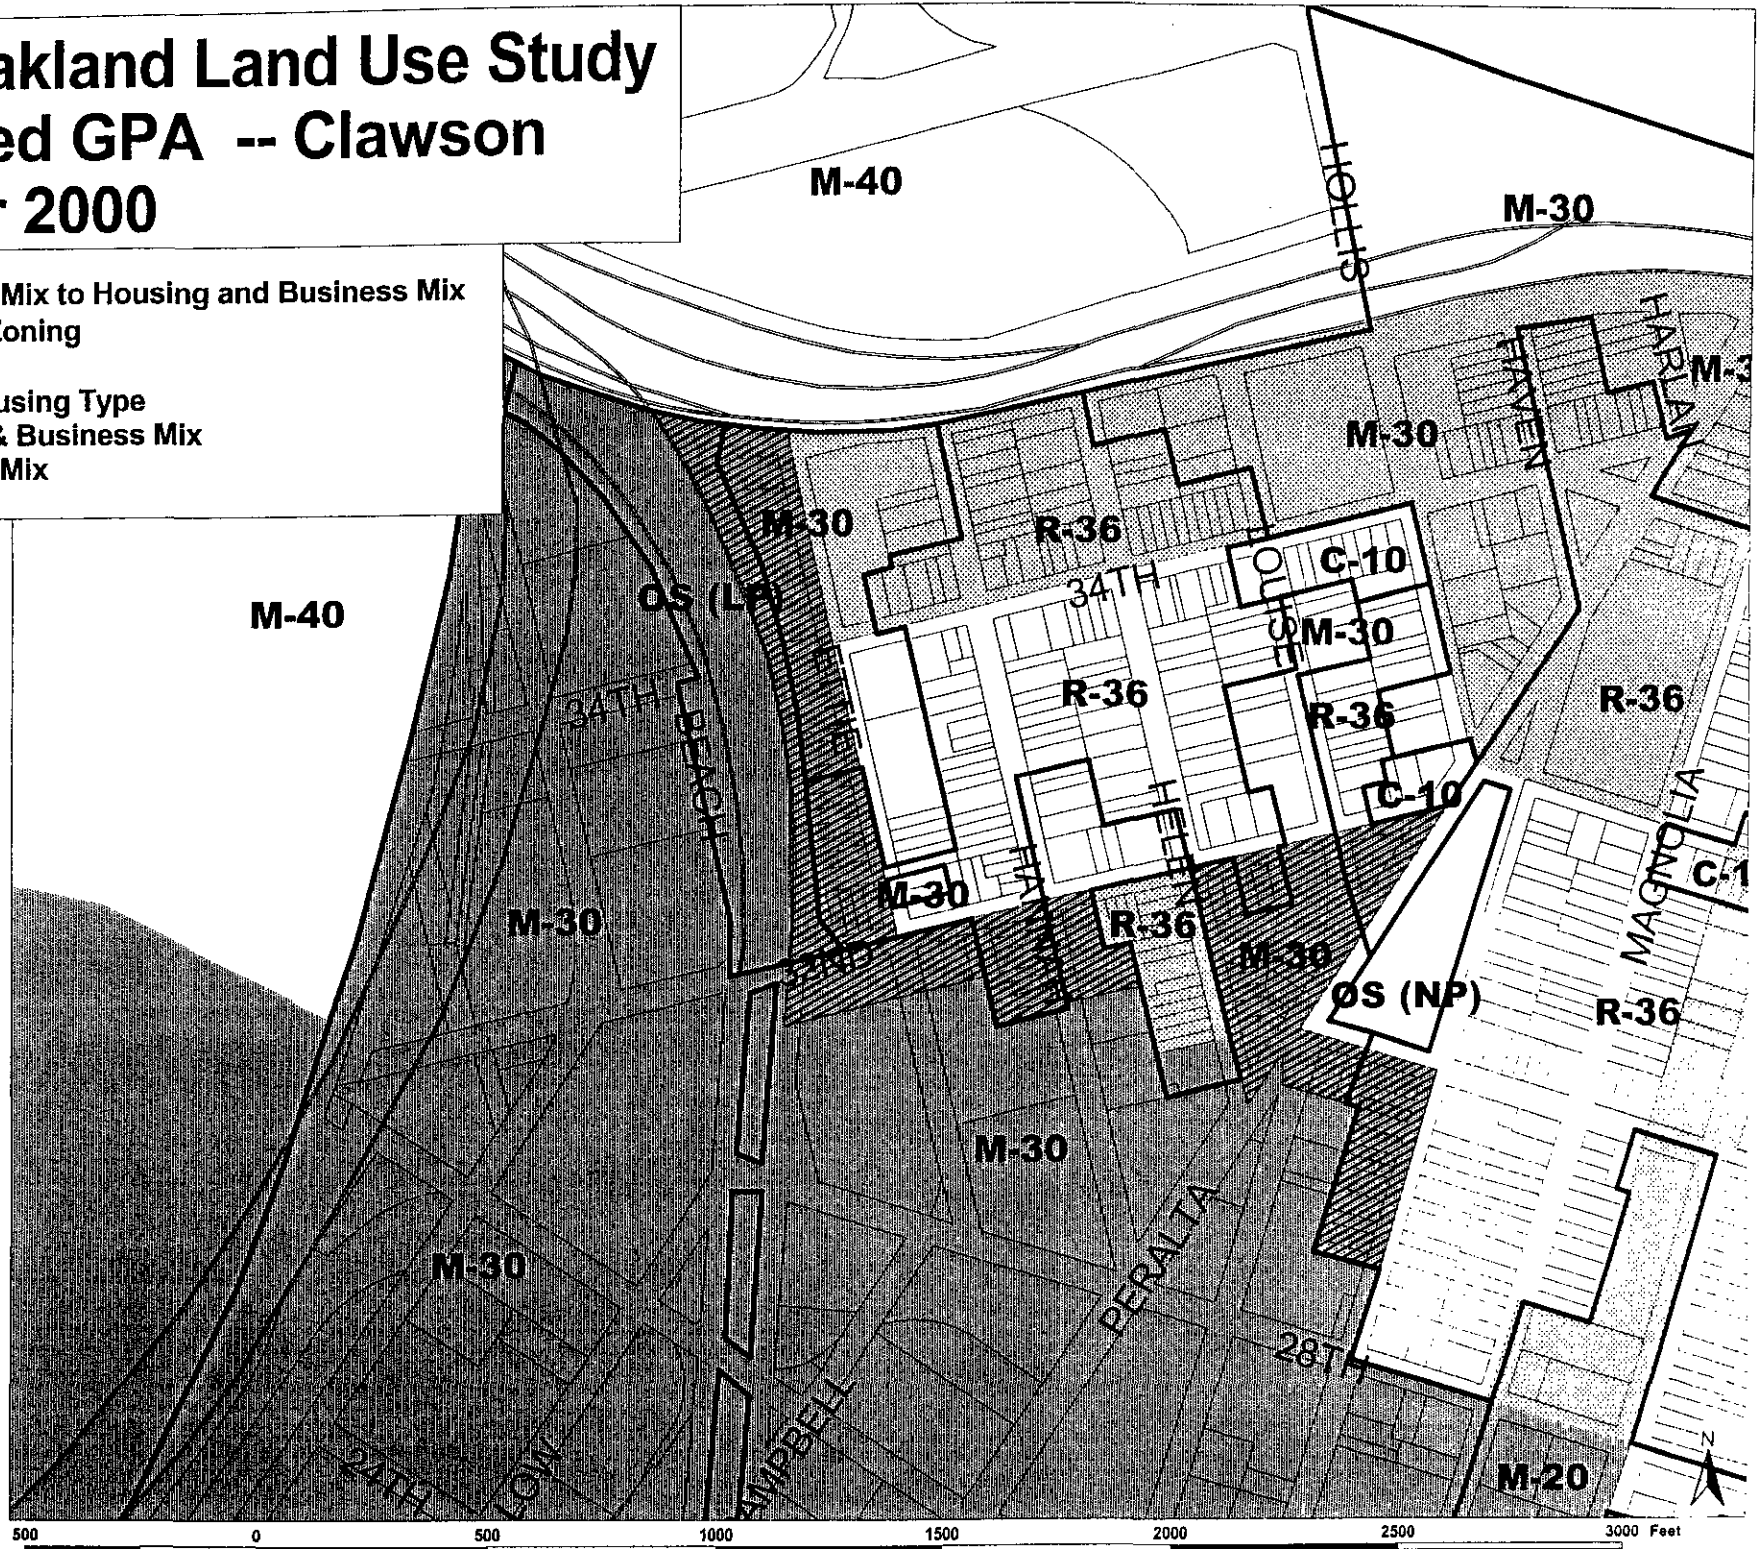 akland Land Use Study
ed GPA -- Clawson
r 2000
Mix to Housing and Business Mix
Zoning
using Type
& Business Mix
Mix
M-40
HOLLIS
M-30
HARLAN
M-3
HAVEN
M-30
M-30
R-36
LOUISE
C-10
34TH
OS (LP)
M-40
M-30
ETTIE
R-36
R-36
R-36
34TH
BEACH
MAGNOLIA
C-10
HELEN
HANNAH
C-1
M-30
M-30
R-36
M-30
32ND
OS (NP)
R-36
M-30
PERALTA
M-30
28TH
CAMPBELL
24TH
M-20
N
500 0 500 1000 1500 2000 2500 3000 Feet